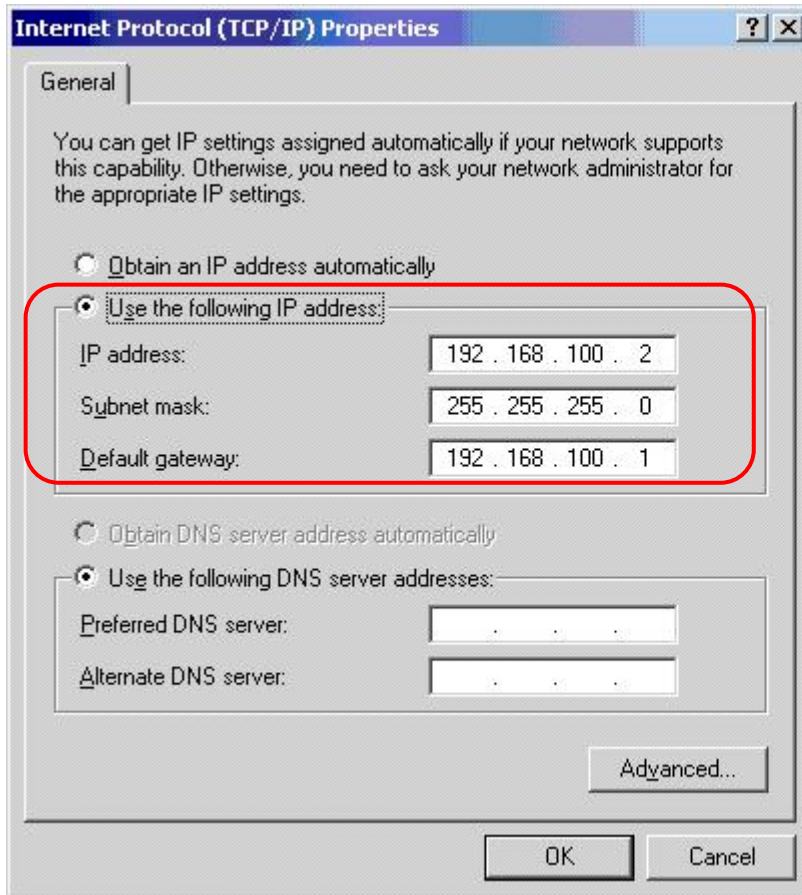 Internet Protocol (TCP/IP) Properties
General
You can get IP settings assigned automatically if your network supports
this capability. Otherwise, you need to ask your network administrator for
the appropriate IP settings.
Obtain an IP address automatically
Use the following IP address:
IP address: 192 . 168 . 100 . 2
Subnet mask: 255 . 255 . 255 . 0
Default gateway: 192 . 168 . 100 . 1
Obtain DNS server address automatically
Use the following DNS server addresses:
Preferred DNS server: . . .
Alternate DNS server: . . .
Advanced...
OK Cancel